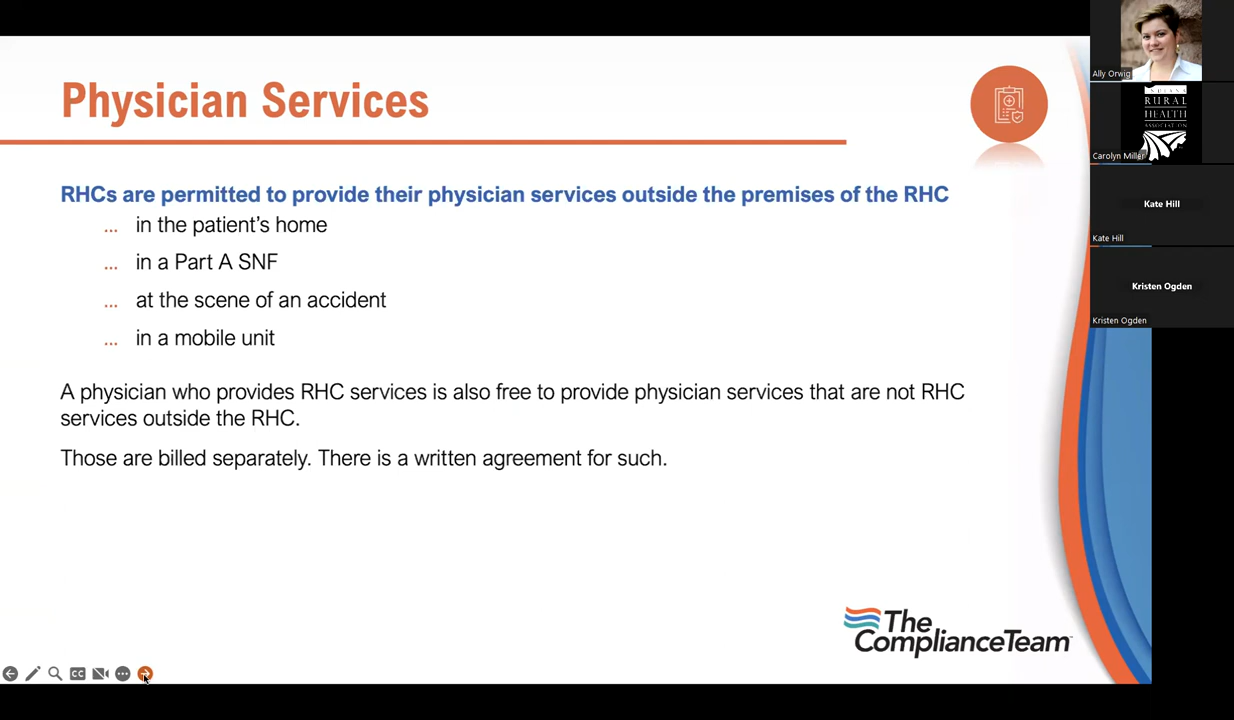 Physician Services
RHCs are permitted to provide their physician services outside the premises of the RHC
... in the patient's home
... in a Part A SNF
... at the scene of an accident
... in a mobile unit
A physician who provides RHC services is also free to provide physician services that are not RHC
services outside the RHC.
Those are billed separately. There is a written agreement for such.
The
ComplianceTeam
CC
Ally Orwig
RURAL
HEALTH
ASSOCIATION
Carolyn Miller
Kate Hill
Kate Hill
Kristen Ogden
Kristen Ogden